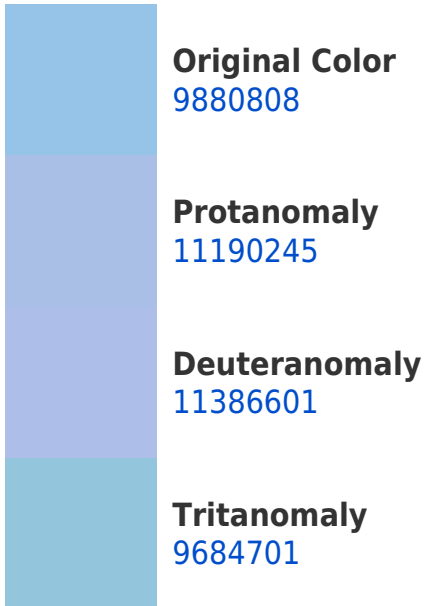 Original Color
9880808
Protanomaly
11190245
Deuteranomaly
11386601
Tritanomaly
9684701